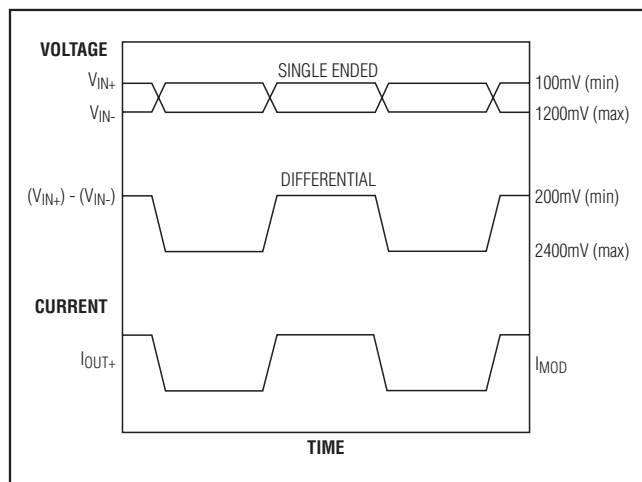 VOLTAGE
SINGLE ENDED
V_IN+
100mV (min)
V_IN-
1200mV (max)
DIFFERENTIAL
(V_IN+) - (V_IN-)
200mV (min)
2400mV (max)
CURRENT
I_OUT+
I_MOD
TIME